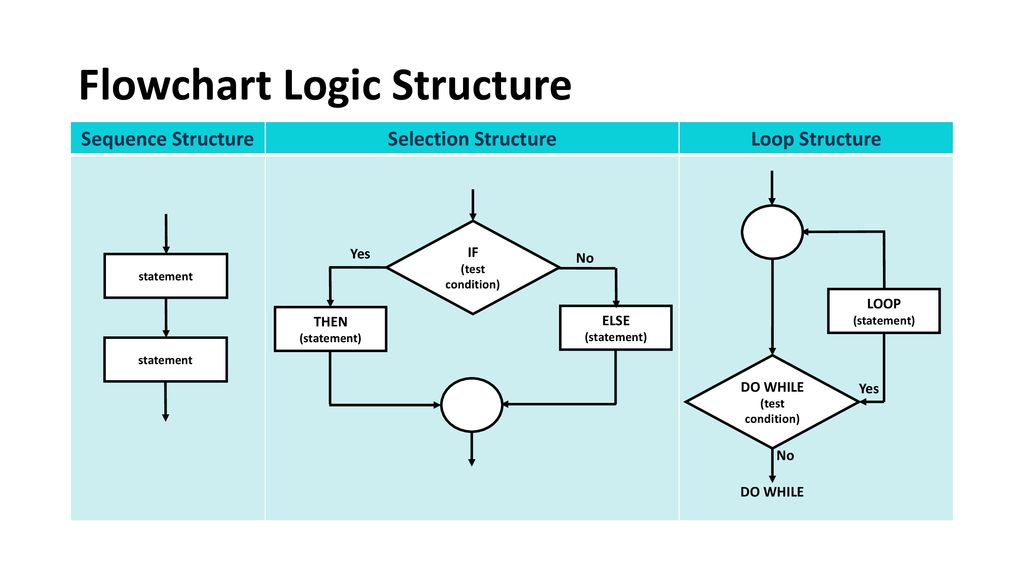 Flowchart Logic Structure
Sequence Structure
Selection Structure
Loop Structure
statement
statement
Yes
IF
(test
condition)
No
THEN
(statement)
ELSE
(statement)
LOOP
(statement)
DO WHILE
(test
condition)
Yes
No
DO WHILE